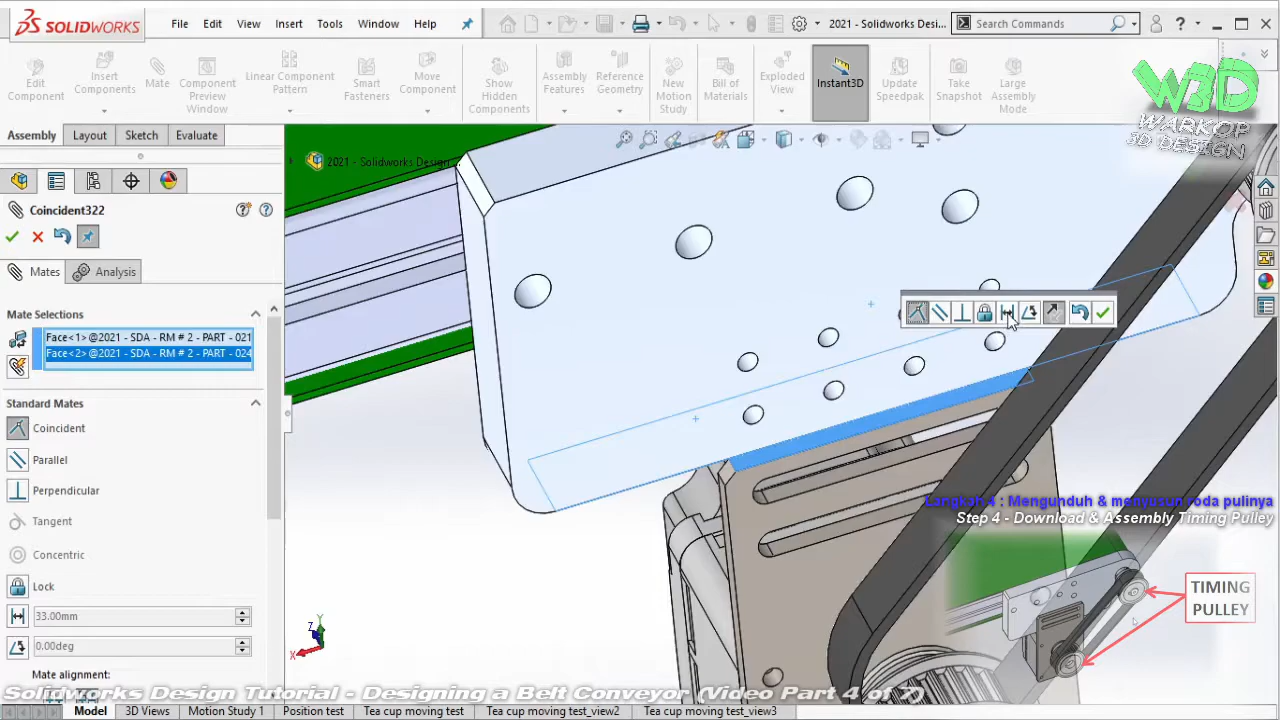 SOLIDWORKS
File Edit View Insert Tools Window Help
2021 - Solidworks Desi...
Search Commands
Edit Component
Insert Components
Mate
Component Preview Window
Linear Component Pattern
Smart Fasteners
Move Component
Show Hidden Components
Assembly Features
Reference Geometry
New Motion Study
Bill of Materials
Exploded View
Instant3D
Update Speedpak
Take Snapshot
Large Assembly Mode
W3D
WARKOP
3D DESIGN
Assembly Layout Sketch Evaluate
2021 - Solidworks Design
Coincident322
Mates Analysis
Mate Selections
Face<1> @2021 - SDA - RM # 2 - PART - 021
Face<2> @2021 - SDA - RM # 2 - PART - 024
Standard Mates
Coincident
Parallel
Perpendicular
Tangent
Concentric
Lock
33.00mm
0.00deg
Mate alignment:
Y
Z
X
Langkah 4 : Mengunduh & menyusun roda pulinya
Step 4 - Download & Assembly Timing Pulley
TIMING
PULLEY
Solidworks Design Tutorial - Designing a Belt Conveyor (Video Part 4 of 7)
Model 3D Views Motion Study 1 Position test Tea cup moving test Tea cup moving test_view2 Tea cup moving test_view3